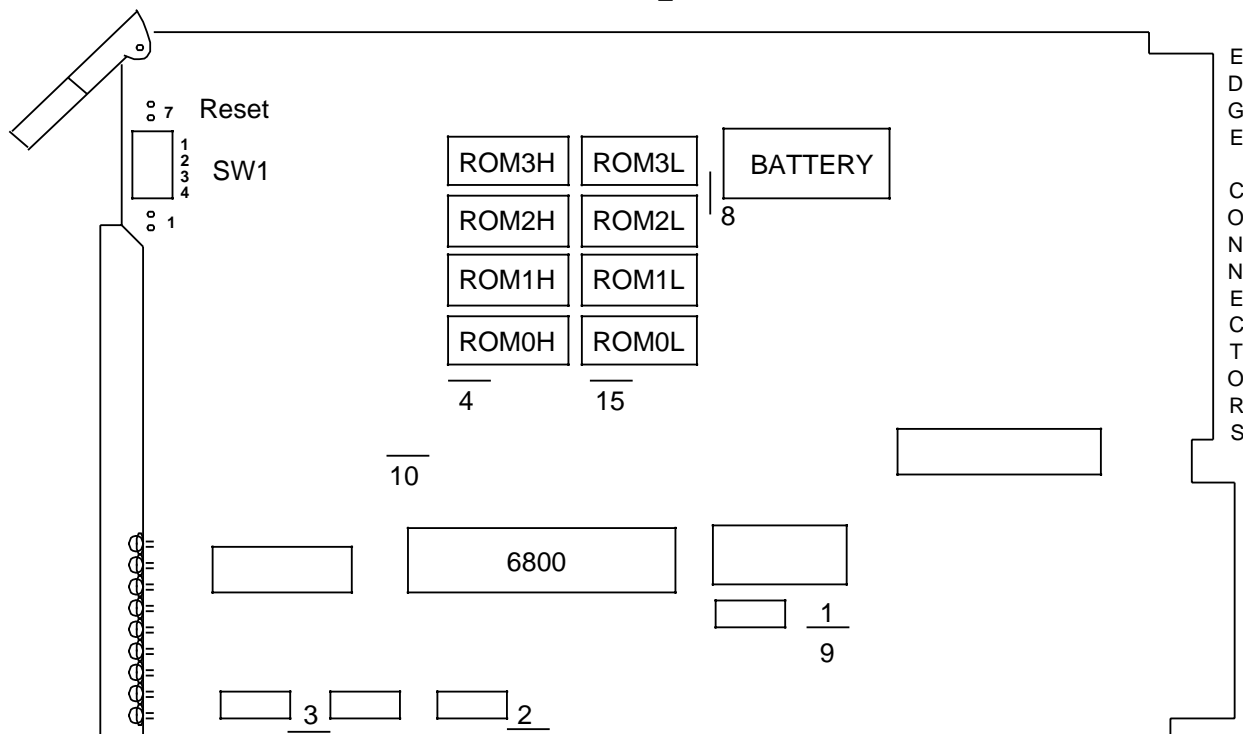 EDGE CONNECTORS
7 Reset
1
2
3
4
SW1
1
ROM3H ROM3L BATTERY
8
ROM2H ROM2L
ROM1H ROM1L
ROM0H ROM0L
4 15
10
6800
1
9
3 2